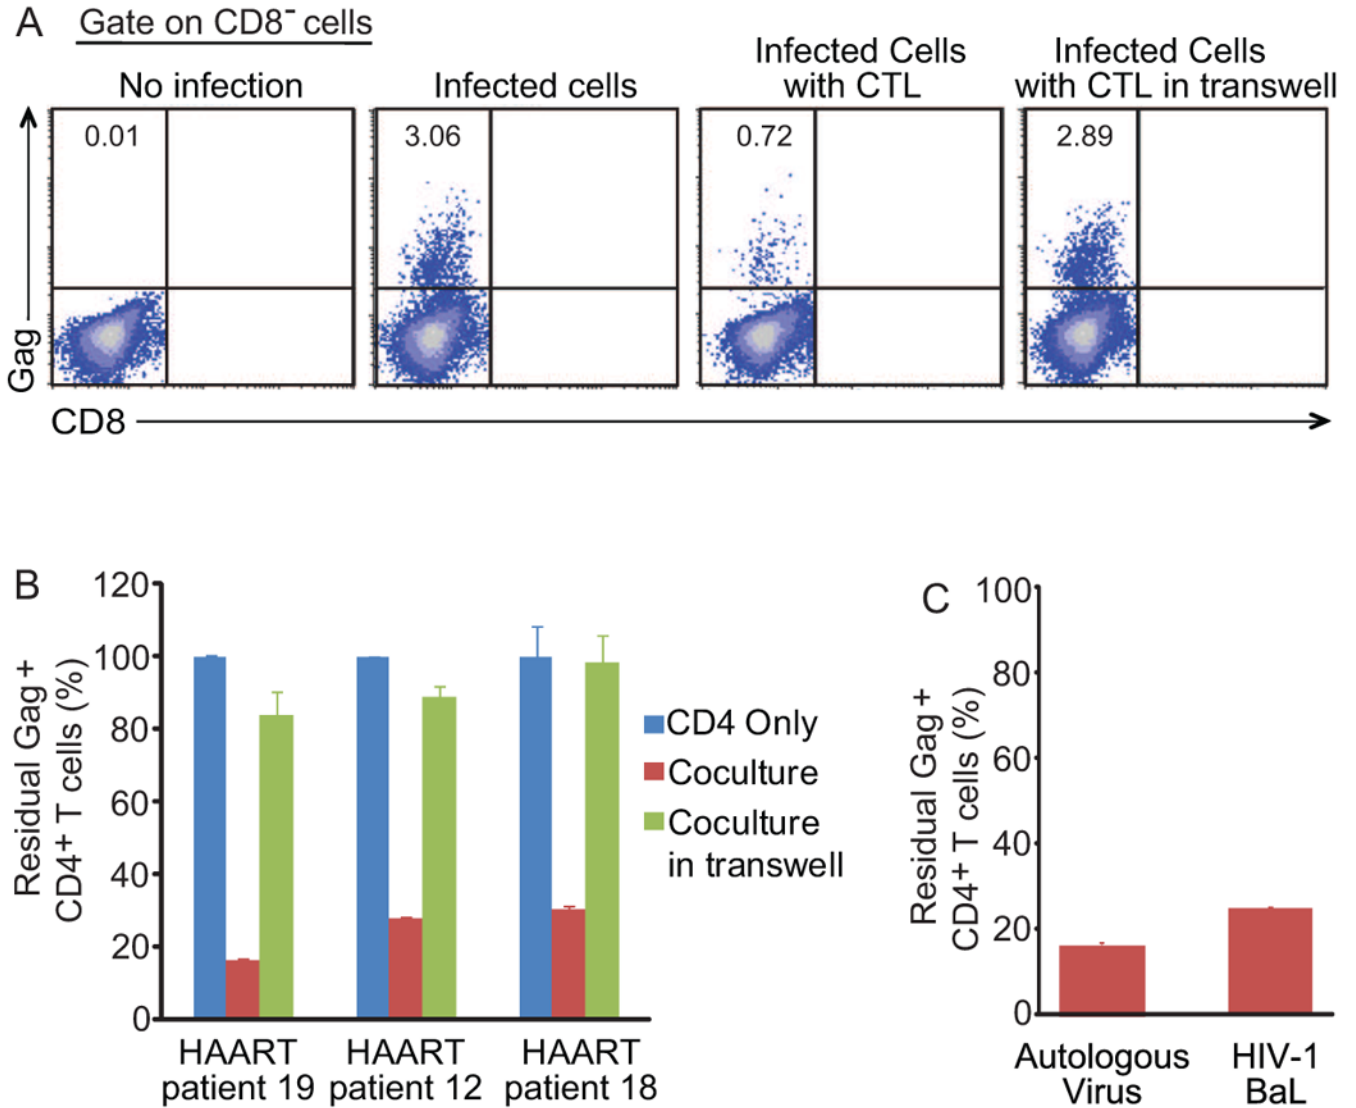 A
Gate on CD8⁻ cells
No infection
Infected cells
Infected Cells
with CTL
Infected Cells
with CTL in transwell
0.01
3.06
0.72
2.89
Gag
CD8
B
120
100
80
60
40
20
0
Residual Gag +
CD4+ T cells (%)
HAART
patient 19
HAART
patient 12
HAART
patient 18
CD4 Only
Coculture
Coculture
in transwell
C
100
80
60
40
20
0
Residual Gag +
CD4+ T cells (%)
Autologous
Virus
HIV-1
BaL